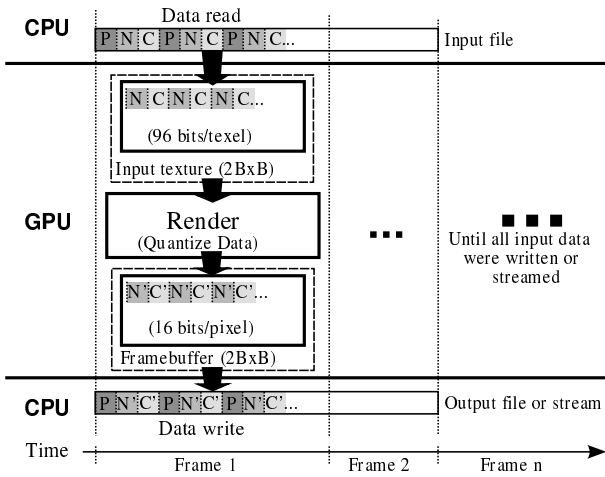 Data read
CPU
P N C P N C P N C...
Input file
N C N C N C...
(96 bits/texel)
Input texture (2BxB)
GPU
Render
(Quantize Data)
...
Until all input data
were written or
streamed
N' C' N' C' N' C'...
(16 bits/pixel)
Framebuffer (2BxB)
CPU
P N' C' P N' C' P N' C'...
Output file or stream
Data write
Time
Frame 1
Frame 2
Frame n